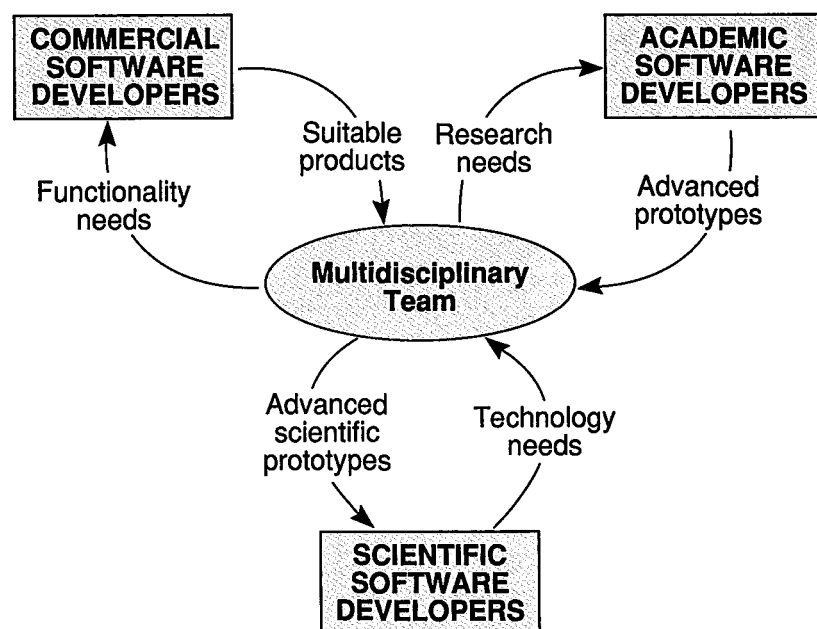 COMMERCIAL
SOFTWARE
DEVELOPERS
ACADEMIC
SOFTWARE
DEVELOPERS
Suitable
products
Research
needs
Functionality
needs
Advanced
prototypes
Multidisciplinary
Team
Advanced
scientific
prototypes
Technology
needs
SCIENTIFIC
SOFTWARE
DEVELOPERS